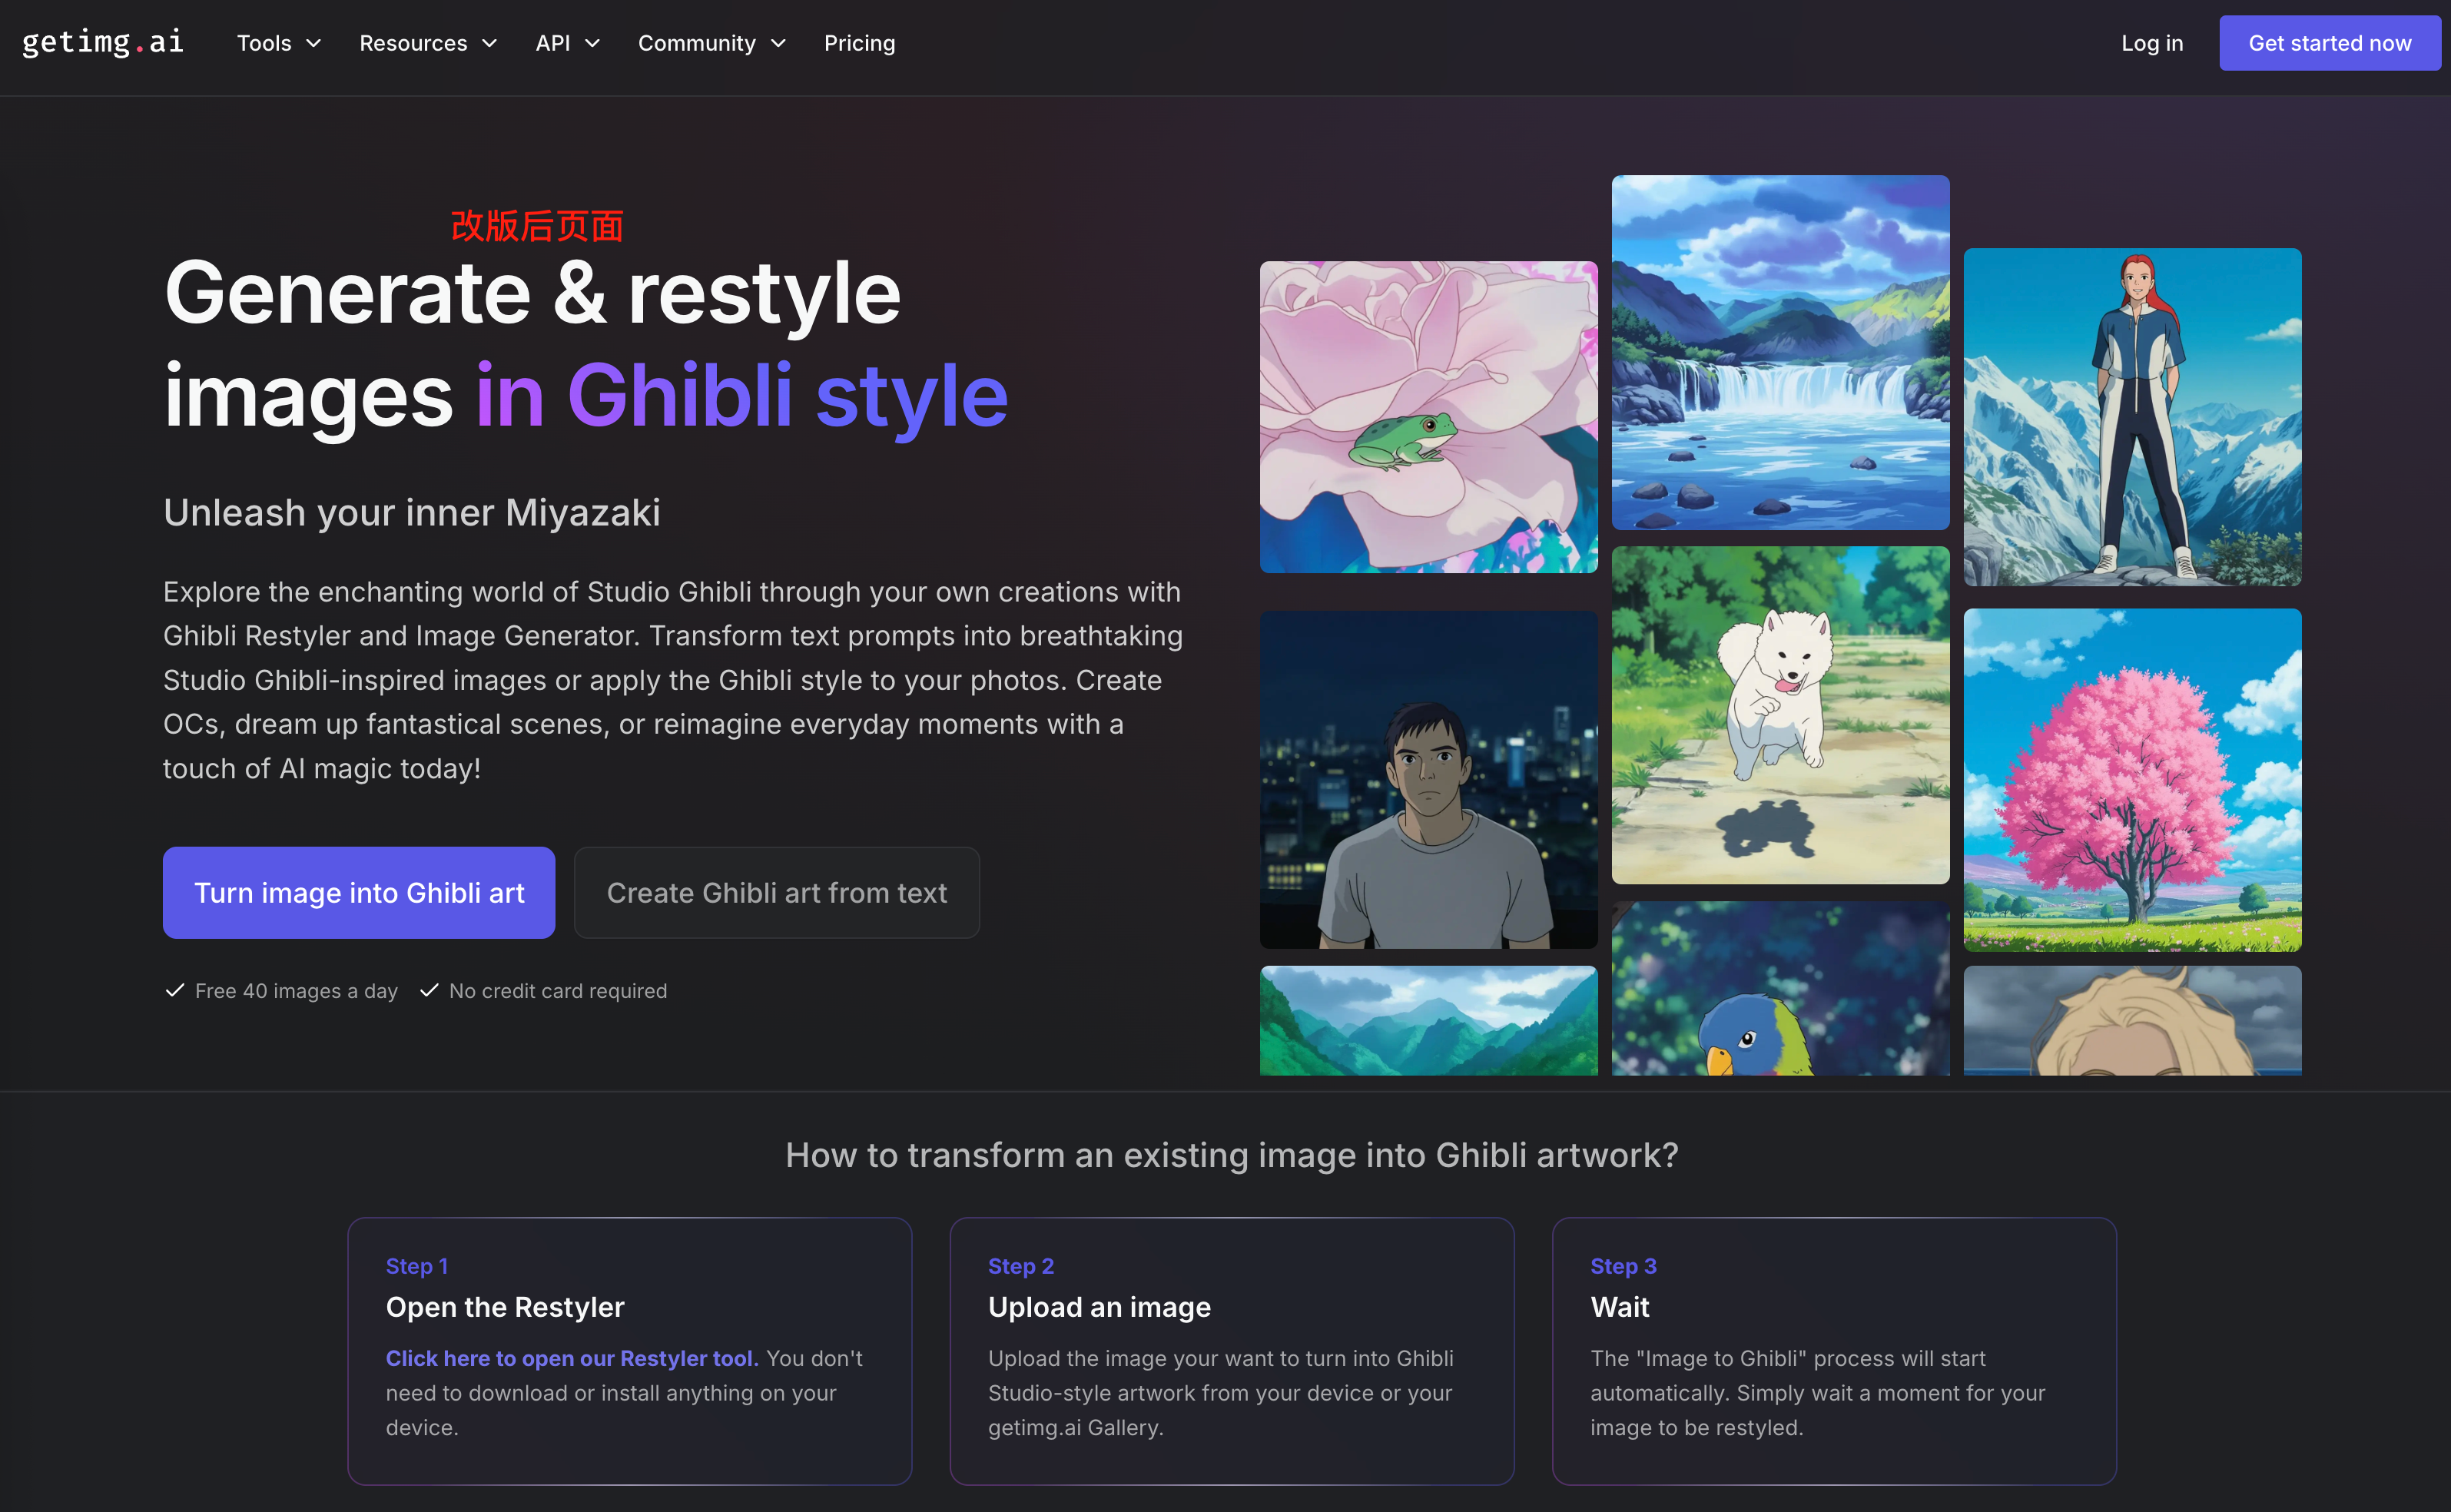 getimg.ai
Tools
Resources
API
Community
Pricing
Log in
Get started now
改版后页面
Generate & restyle
images in Ghibli style
Unleash your inner Miyazaki
Explore the enchanting world of Studio Ghibli through your own creations with
Ghibli Restyler and Image Generator. Transform text prompts into breathtaking
Studio Ghibli-inspired images or apply the Ghibli style to your photos. Create
OCs, dream up fantastical scenes, or reimagine everyday moments with a
touch of AI magic today!
Turn image into Ghibli art
Create Ghibli art from text
Free 40 images a day
No credit card required
How to transform an existing image into Ghibli artwork?
Step 1
Open the Restyler
Click here to open our Restyler tool. You don't
need to download or install anything on your
device.
Step 2
Upload an image
Upload the image your want to turn into Ghibli
Studio-style artwork from your device or your
getimg.ai Gallery.
Step 3
Wait
The "Image to Ghibli" process will start
automatically. Simply wait a moment for your
image to be restyled.